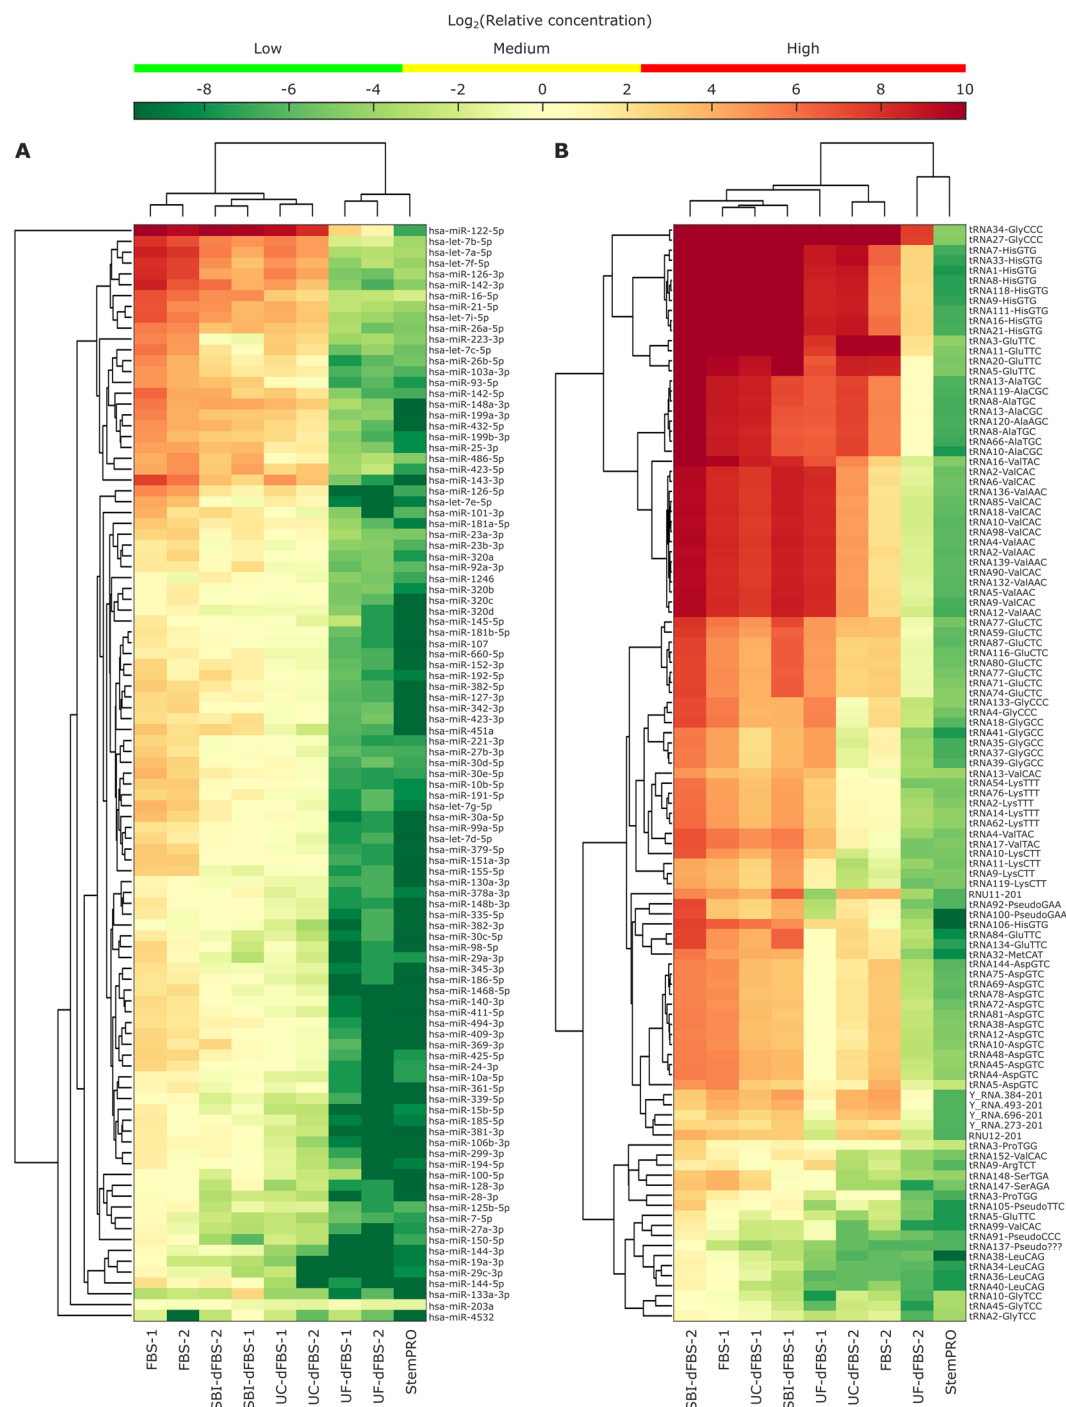 Log₂(Relative concentration)
Low Medium High
-8 -6 -4 -2 0 2 4 6 8 10
A
hsa-miR-122-5p
hsa-let-7b-5p
hsa-let-7a-5p
hsa-let-7f-5p
hsa-miR-126-3p
hsa-miR-142-3p
hsa-miR-16-5p
hsa-miR-21-5p
hsa-let-7i-5p
hsa-miR-26a-5p
hsa-miR-223-3p
hsa-let-7c-5p
hsa-miR-26b-5p
hsa-miR-103a-3p
hsa-miR-93-5p
hsa-miR-142-5p
hsa-miR-148a-3p
hsa-miR-199a-3p
hsa-miR-432-5p
hsa-miR-199b-3p
hsa-miR-25-3p
hsa-miR-486-5p
hsa-miR-423-5p
hsa-miR-143-3p
hsa-miR-126-5p
hsa-let-7e-5p
hsa-miR-101-3p
hsa-miR-181a-5p
hsa-miR-23a-3p
hsa-miR-23b-3p
hsa-miR-320a
hsa-miR-92a-3p
hsa-miR-1246
hsa-miR-320b
hsa-miR-320c
hsa-miR-320d
hsa-miR-145-5p
hsa-miR-181b-5p
hsa-miR-107
hsa-miR-660-5p
hsa-miR-152-3p
hsa-miR-192-5p
hsa-miR-382-5p
hsa-miR-127-3p
hsa-miR-342-3p
hsa-miR-423-3p
hsa-miR-451a
hsa-miR-221-3p
hsa-miR-27b-3p
hsa-miR-30d-5p
hsa-miR-30e-5p
hsa-miR-10b-5p
hsa-miR-191-5p
hsa-let-7g-5p
hsa-miR-30a-5p
hsa-miR-99a-5p
hsa-let-7d-5p
hsa-miR-379-5p
hsa-miR-151a-3p
hsa-miR-155-5p
hsa-miR-130a-3p
hsa-miR-378a-3p
hsa-miR-148b-3p
hsa-miR-335-5p
hsa-miR-382-3p
hsa-miR-30c-5p
hsa-miR-98-5p
hsa-miR-29a-3p
hsa-miR-345-3p
hsa-miR-186-5p
hsa-miR-1468-5p
hsa-miR-140-3p
hsa-miR-411-5p
hsa-miR-494-3p
hsa-miR-409-3p
hsa-miR-369-3p
hsa-miR-425-5p
hsa-miR-24-3p
hsa-miR-10a-5p
hsa-miR-361-5p
hsa-miR-339-5p
hsa-miR-15b-5p
hsa-miR-185-5p
hsa-miR-381-3p
hsa-miR-106b-3p
hsa-miR-299-3p
hsa-miR-194-5p
hsa-miR-100-5p
hsa-miR-128-3p
hsa-miR-28-3p
hsa-miR-125b-5p
hsa-miR-7-5p
hsa-miR-27a-3p
hsa-miR-150-5p
hsa-miR-144-3p
hsa-miR-19a-3p
hsa-miR-29c-3p
hsa-miR-144-5p
hsa-miR-133a-3p
hsa-miR-203a
hsa-miR-4532
FBS-1
FBS-2
SBI-dFBS-2
SBI-dFBS-1
UC-dFBS-1
UC-dFBS-2
UF-dFBS-1
UF-dFBS-2
StemPRO
B
tRNA34-GlyCCC
tRNA27-GlyCCC
tRNA7-HisGTG
tRNA33-HisGTG
tRNA1-HisGTG
tRNA8-HisGTG
tRNA118-HisGTG
tRNA9-HisGTG
tRNA111-HisGTG
tRNA16-HisGTG
tRNA21-HisGTG
tRNA3-GluTTC
tRNA11-GluTTC
tRNA20-GluTTC
tRNA5-GluTTC
tRNA13-AlaTGC
tRNA119-AlaCGC
tRNA8-AlaTGC
tRNA13-AlaCGC
tRNA120-AlaAGC
tRNA8-AlaTGC
tRNA66-AlaTGC
tRNA10-AlaCGC
tRNA16-ValTAC
tRNA2-ValCAC
tRNA6-ValCAC
tRNA136-ValAAC
tRNA85-ValCAC
tRNA18-ValCAC
tRNA10-ValCAC
tRNA98-ValCAC
tRNA4-ValAAC
tRNA2-ValAAC
tRNA139-ValAAC
tRNA90-ValCAC
tRNA132-ValAAC
tRNA5-ValAAC
tRNA9-ValCAC
tRNA12-ValAAC
tRNA77-GluCTC
tRNA59-GluCTC
tRNA87-GluCTC
tRNA116-GluCTC
tRNA80-GluCTC
tRNA77-GluCTC
tRNA71-GluCTC
tRNA74-GluCTC
tRNA133-GlyCCC
tRNA4-GlyCCC
tRNA18-GlyGCC
tRNA41-GlyGCC
tRNA35-GlyGCC
tRNA37-GlyGCC
tRNA39-GlyGCC
tRNA13-ValCAC
tRNA54-LysTTT
tRNA76-LysTTT
tRNA2-LysTTT
tRNA14-LysTTT
tRNA62-LysTTT
tRNA4-ValTAC
tRNA17-ValTAC
tRNA10-LysCTT
tRNA11-LysCTT
tRNA9-LysCTT
tRNA119-LysCTT
RNU11-201
tRNA92-PseudoGAA
tRNA100-PseudoGAA
tRNA106-HisGTG
tRNA84-GluTTC
tRNA134-GluTTC
tRNA32-MetCAT
tRNA144-AspGTC
tRNA75-AspGTC
tRNA69-AspGTC
tRNA78-AspGTC
tRNA72-AspGTC
tRNA81-AspGTC
tRNA38-AspGTC
tRNA12-AspGTC
tRNA10-AspGTC
tRNA48-AspGTC
tRNA45-AspGTC
tRNA4-AspGTC
tRNA5-AspGTC
Y_RNA.384-201
Y_RNA.493-201
Y_RNA.696-201
Y_RNA.273-201
RNU12-201
tRNA3-ProTGG
tRNA152-ValCAC
tRNA9-ArgTCT
tRNA148-SerTGA
tRNA147-SerAGA
tRNA3-ProTGG
tRNA105-PseudoTTC
tRNA5-GluTTC
tRNA99-ValCAC
tRNA91-PseudoCCC
tRNA137-Pseudo???
tRNA38-LeuCAG
tRNA34-LeuCAG
tRNA36-LeuCAG
tRNA40-LeuCAG
tRNA10-GlyTCC
tRNA45-GlyTCC
tRNA2-GlyTCC
SBI-dFBS-2
FBS-1
UC-dFBS-1
SBI-dFBS-1
UF-dFBS-1
UC-dFBS-2
FBS-2
UF-dFBS-2
StemPRO